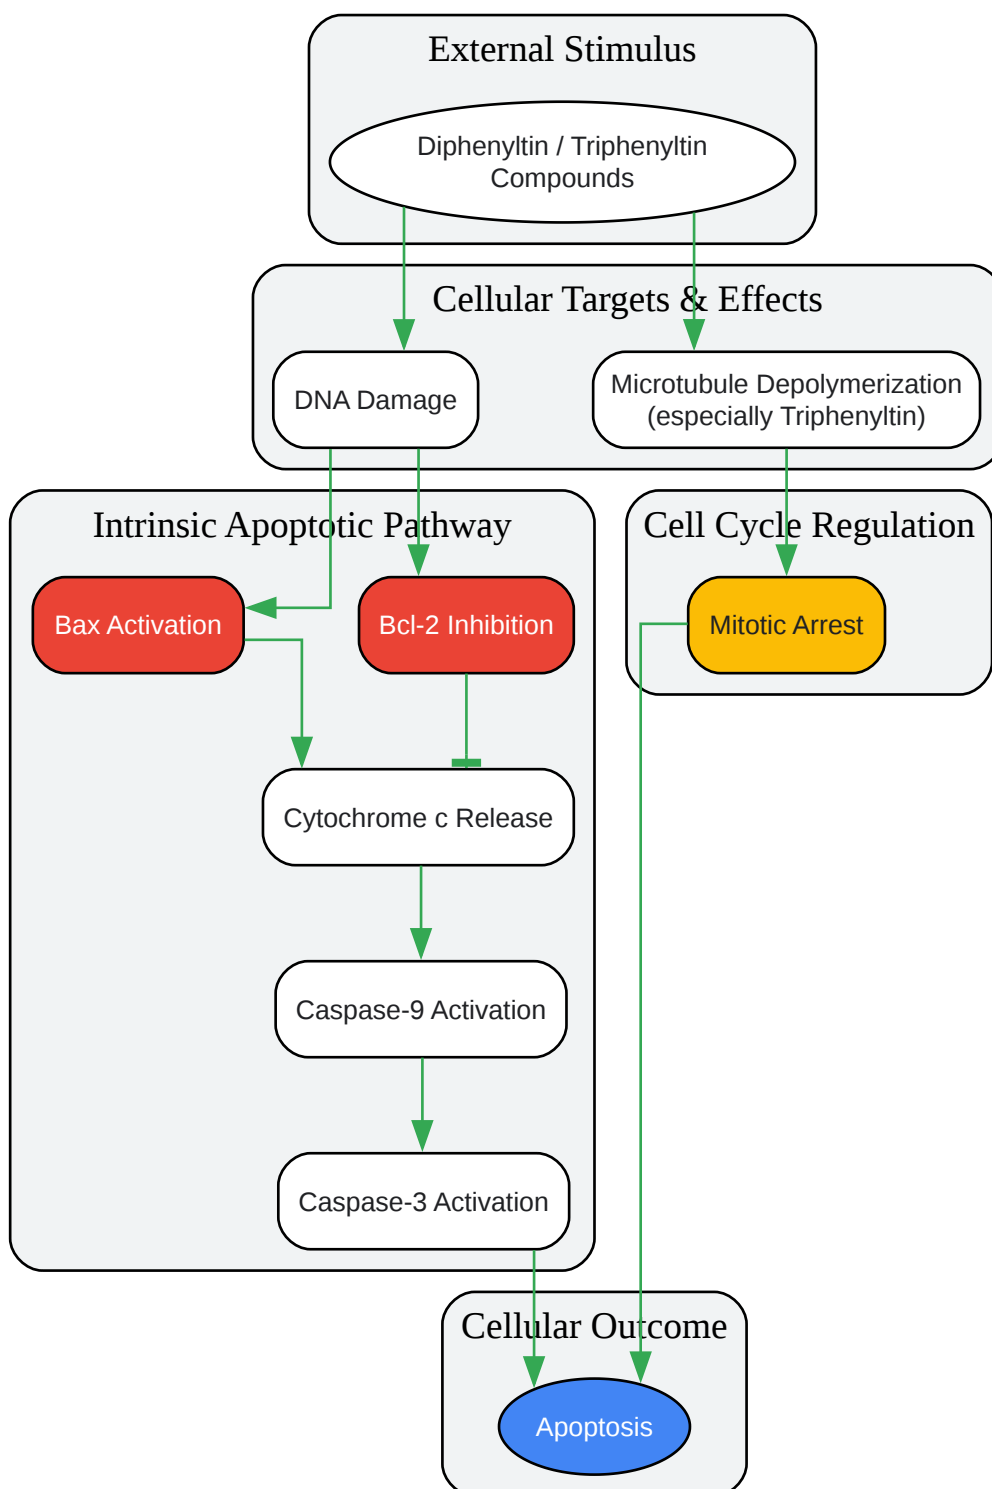 External Stimulus
Diphenyltin / Triphenyltin
Compounds
Cellular Targets & Effects
DNA Damage
Microtubule Depolymerization
(especially Triphenyltin)
Intrinsic Apoptotic Pathway
Cell Cycle Regulation
Bax Activation
Bcl-2 Inhibition
Mitotic Arrest
Cytochrome c Release
Caspase-9 Activation
Caspase-3 Activation
Cellular Outcome
Apoptosis